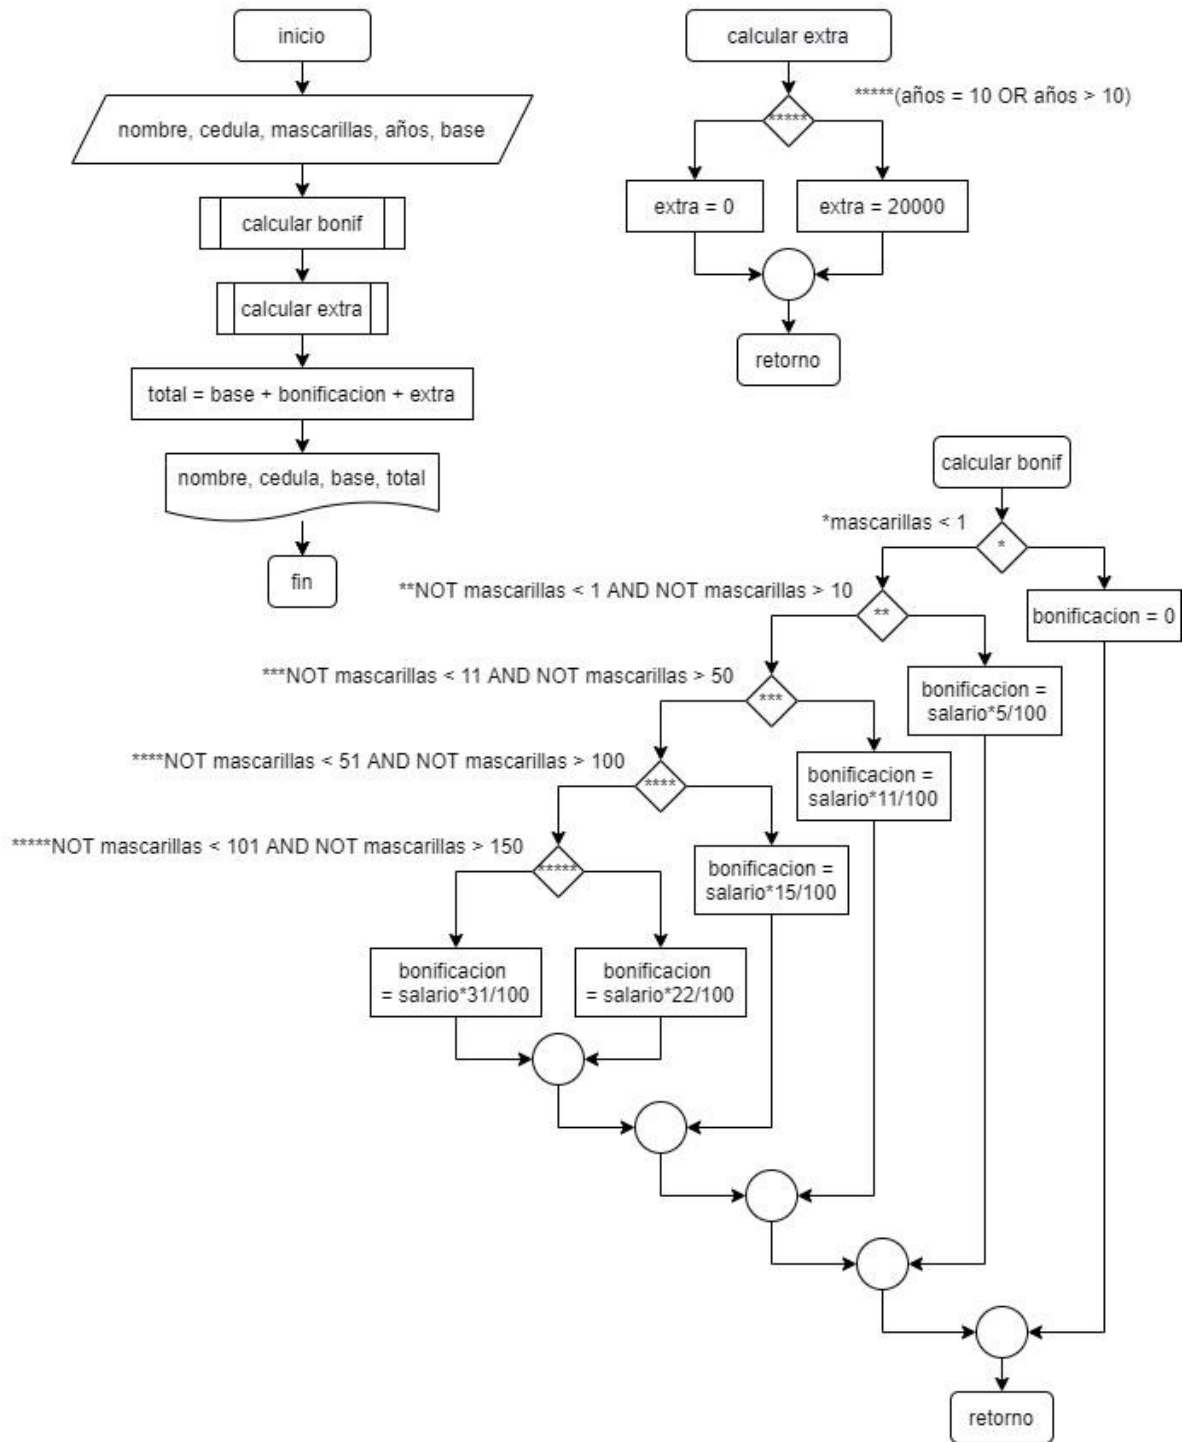 inicio
nombre, cedula, mascarillas, años, base
calcular bonif
calcular extra
total = base + bonificacion + extra
nombre, cedula, base, total
fin
calcular extra
*****(años = 10 OR años > 10)
*****
extra = 0
extra = 20000
retorno
calcular bonif
*mascarillas < 1
*
**NOT mascarillas < 1 AND NOT mascarillas > 10
**
bonificacion = 0
***NOT mascarillas < 11 AND NOT mascarillas > 50
***
bonificacion =
salario*5/100
****NOT mascarillas < 51 AND NOT mascarillas > 100
****
bonificacion =
salario*11/100
*****NOT mascarillas < 101 AND NOT mascarillas > 150
*****
bonificacion =
salario*15/100
bonificacion
= salario*31/100
bonificacion
= salario*22/100
retorno